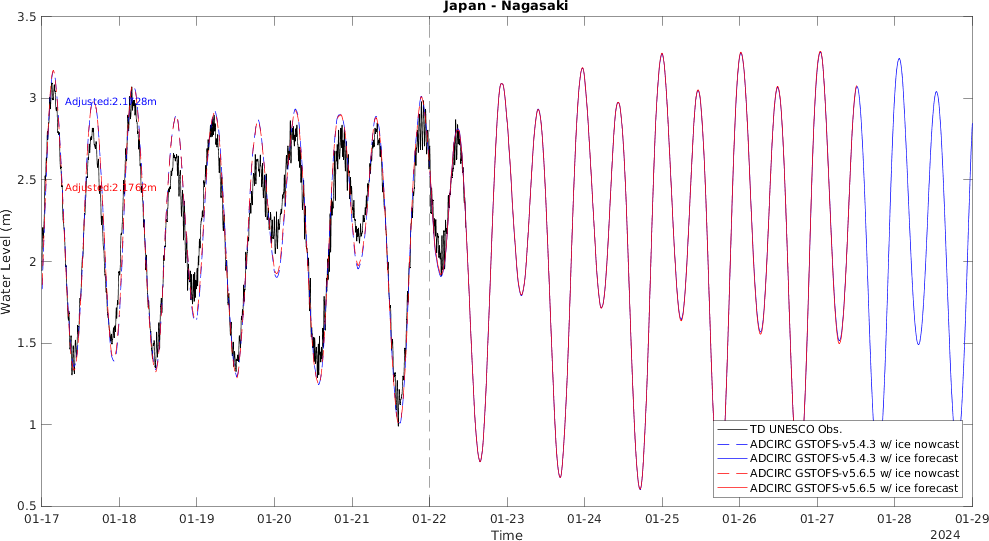 Japan - Nagasaki
3.5
3
2.5
2
1.5
1
0.5
Water Level (m)
Adjusted:2.1762m
01-17
01-18
01-19
01-20
01-21
01-22
01-23
01-24
01-25
01-26
01-27
01-28
01-29
Time
2024
TD UNESCO Obs.
ADCIRC GSTOFS-v5.4.3 w/ ice nowcast
ADCIRC GSTOFS-v5.4.3 w/ ice forecast
ADCIRC GSTOFS-v5.6.5 w/ ice nowcast
ADCIRC GSTOFS-v5.6.5 w/ ice forecast